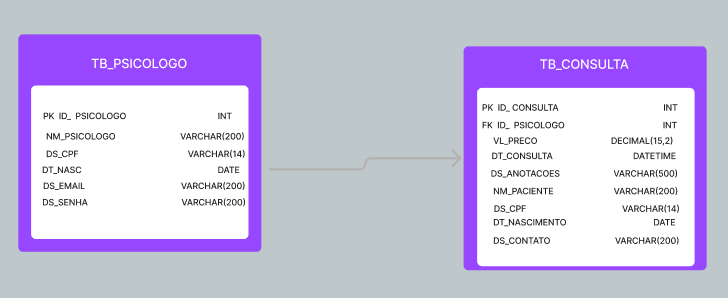 TB_PSICOLOGO
PK ID_ PSICOLOGO INT
NM_PSICOLOGO VARCHAR(200)
DS_CPF VARCHAR(14)
DT_NASC DATE
DS_EMAIL VARCHAR(200)
DS_SENHA VARCHAR(200)
TB_CONSULTA
PK ID_ CONSULTA INT
FK ID_ PSICOLOGO INT
VL_PRECO DECIMAL(15,2)
DT_CONSULTA DATETIME
DS_ANOTACOES VARCHAR(500)
NM_PACIENTE VARCHAR(200)
DS_CPF VARCHAR(14)
DT_NASCIMENTO DATE
DS_CONTATO VARCHAR(200)